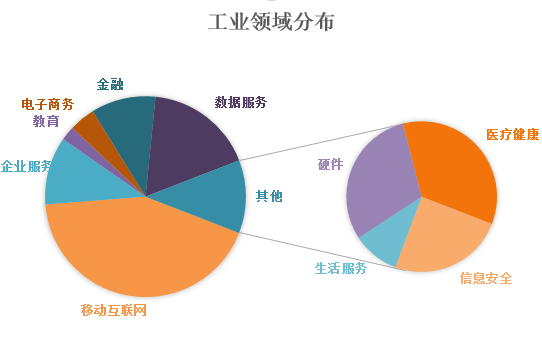 工业领域分布
金融
数据服务
电子商务
教育
企业服务
其他
移动互联网
医疗健康
硬件
生活服务
信息安全